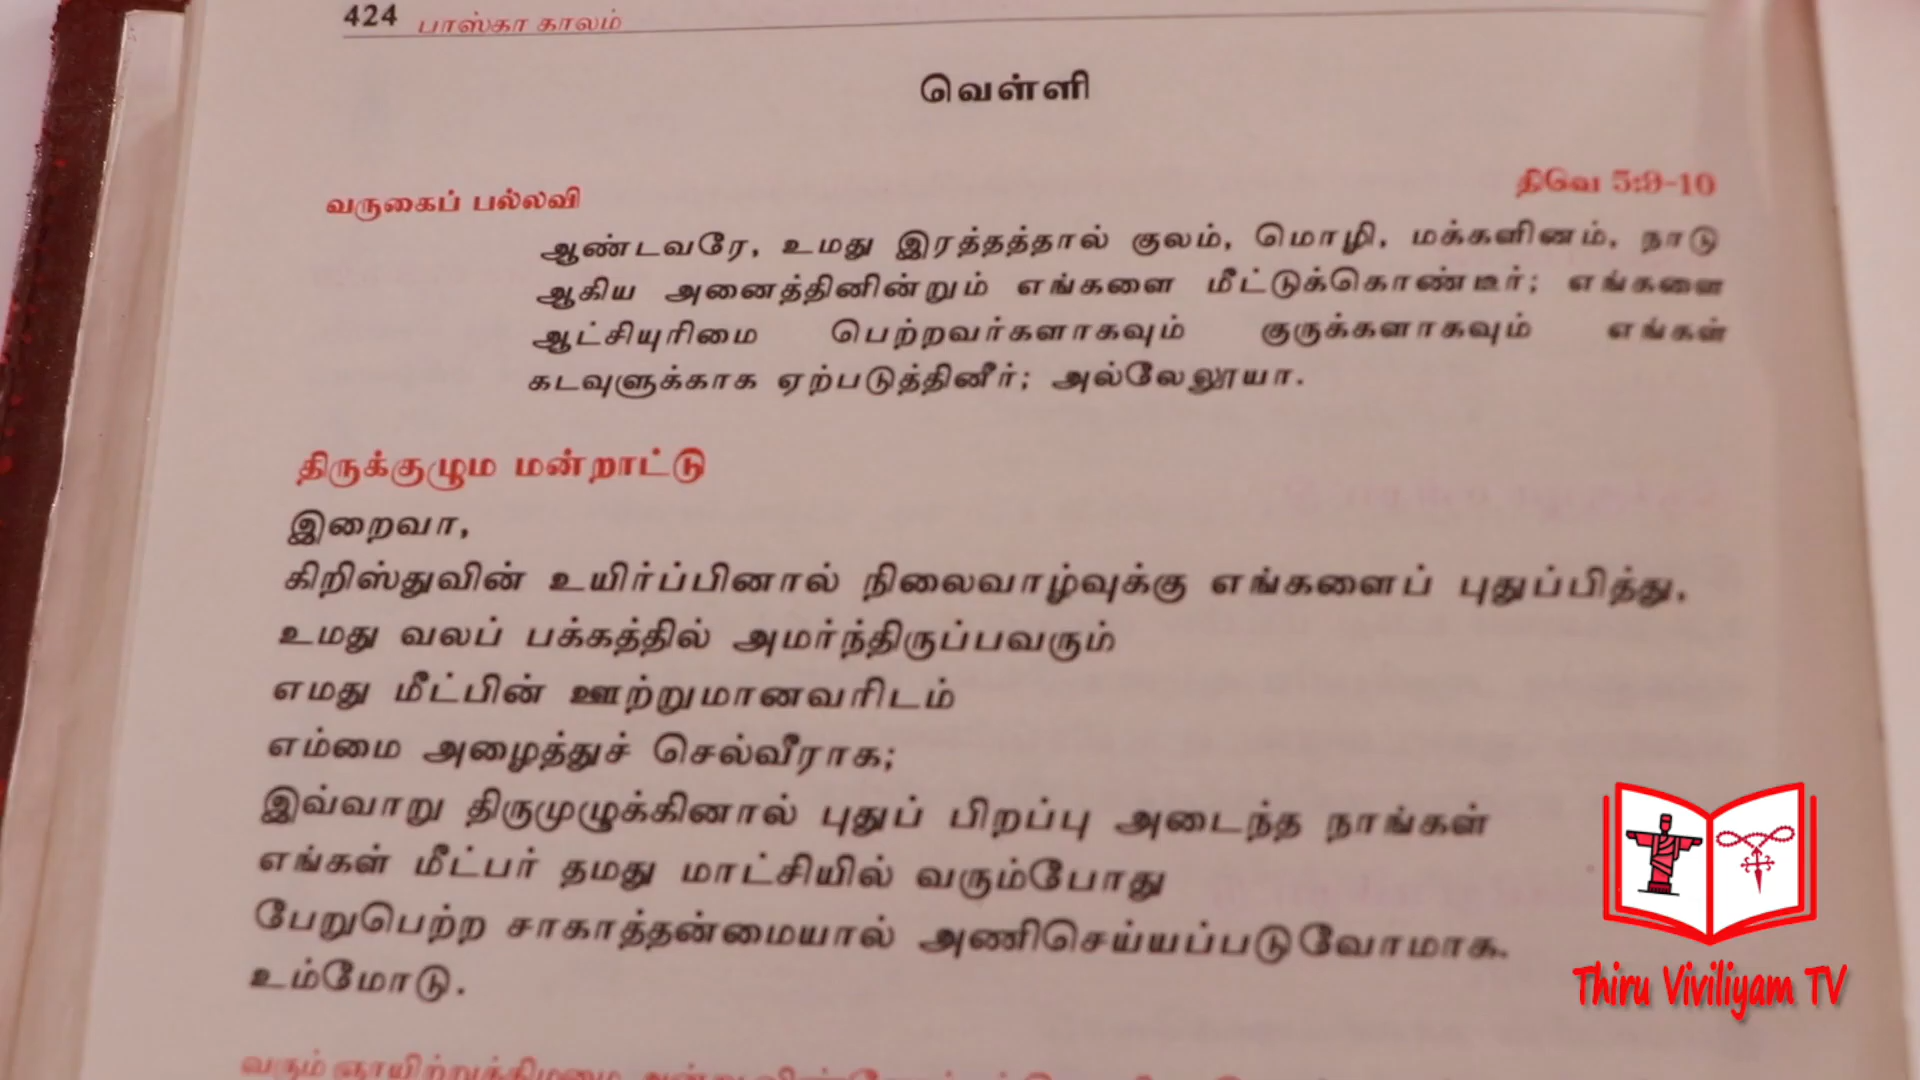 424 பாஸ்கா காலம்
வெள்ளி
வருகைப் பல்லவி
திவெ 5:9-10
ஆண்டவரே, உமது இரத்தத்தால் குலம், மொழி, மக்களினம், நாடு
ஆகிய அனைத்தினின்றும் எங்களை மீட்டுக்கொண்டீர்; எங்களை
ஆட்சியுரிமை பெற்றவர்களாகவும் குருக்களாகவும் எங்கள்
கடவுளுக்காக ஏற்படுத்தினீர்; அல்லேலூயா.
திருக்குழும மன்றாட்டு
இறைவா,
கிறிஸ்துவின் உயிர்ப்பினால் நிலைவாழ்வுக்கு எங்களைப் புதுப்பித்து,
உமது வலப் பக்கத்தில் அமர்ந்திருப்பவரும்
எமது மீட்பின் ஊற்றுமானவரிடம்
எம்மை அழைத்துச் செல்வீராக;
இவ்வாறு திருமுழுக்கினால் புதுப் பிறப்பு அடைந்த நாங்கள்
எங்கள் மீட்பர் தமது மாட்சியில் வரும்போது
பேறுபெற்ற சாகாத்தன்மையால் அணிசெய்யப்படுவோமாக.
உம்மோடு.
வரும்
Thiru Viviliyam TV